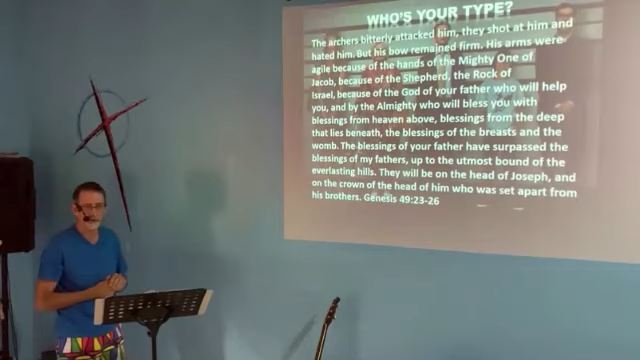 WHO'S YOUR TYPE?
The archers bitterly attacked him, they shot at him and
hated him. But his bow remained firm. His arms were
agile because of the hands of the Mighty One of
Jacob, because of the Shepherd, the Rock of
Israel, because of the God of your father who will help
you, and by the Almighty who will bless you with
blessings from heaven above, blessings from the deep
that lies beneath, the blessings of the breasts and the
womb. The blessings of your father have surpassed the
blessings of my fathers, up to the utmost bound of the
everlasting hills. They will be on the head of Joseph, and
on the crown of the head of him who was set apart from
his brothers. Genesis 49:23-26